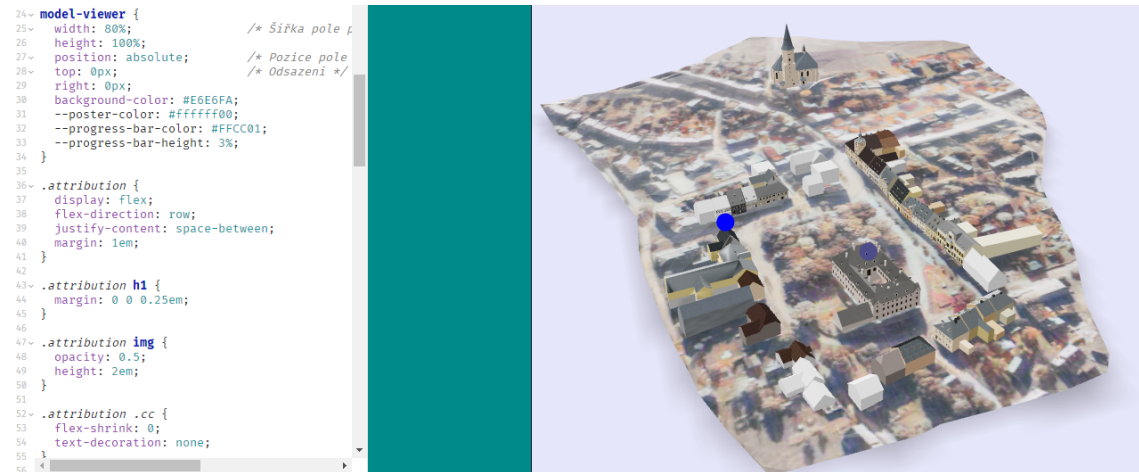 24 model-viewer {
25 width: 80%; /* Šířka pole p
26 height: 100%;
27 position: absolute; /* Pozice pole
28 top: 0px; /* Odsazení */
29 right: 0px;
30 background-color: #E6E6FA;
31 --poster-color: #ffffff00;
32 --progress-bar-color: #FFCC01;
33 --progress-bar-height: 3%;
34 }
35
36 .attribution {
37 display: flex;
38 flex-direction: row;
39 justify-content: space-between;
40 margin: 1em;
41 }
42
43 .attribution h1 {
44 margin: 0 0 0.25em;
45 }
46
47 .attribution img {
48 opacity: 0.5;
49 height: 2em;
50 }
51
52 .attribution .cc {
53 flex-shrink: 0;
54 text-decoration: none;
55 }
56